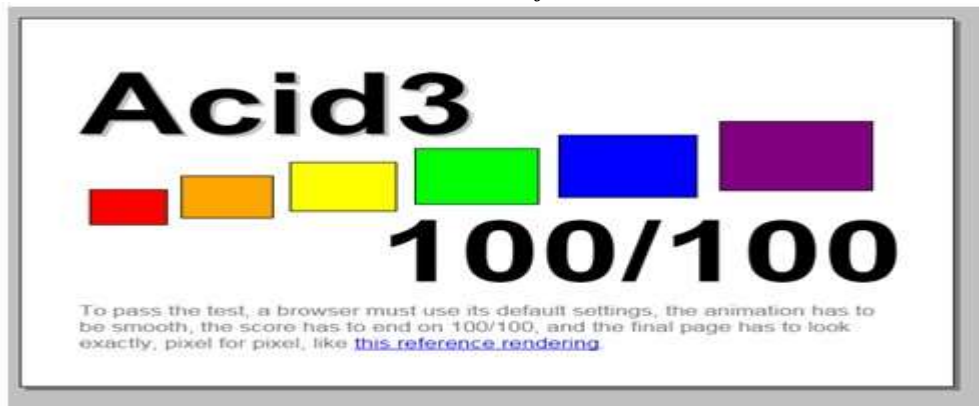 Acid3
100/100
To pass the test, a browser must use its default settings, the animation has to
be smooth, the score has to end on 100/100, and the final page has to look
exactly, pixel for pixel, like this reference rendering.